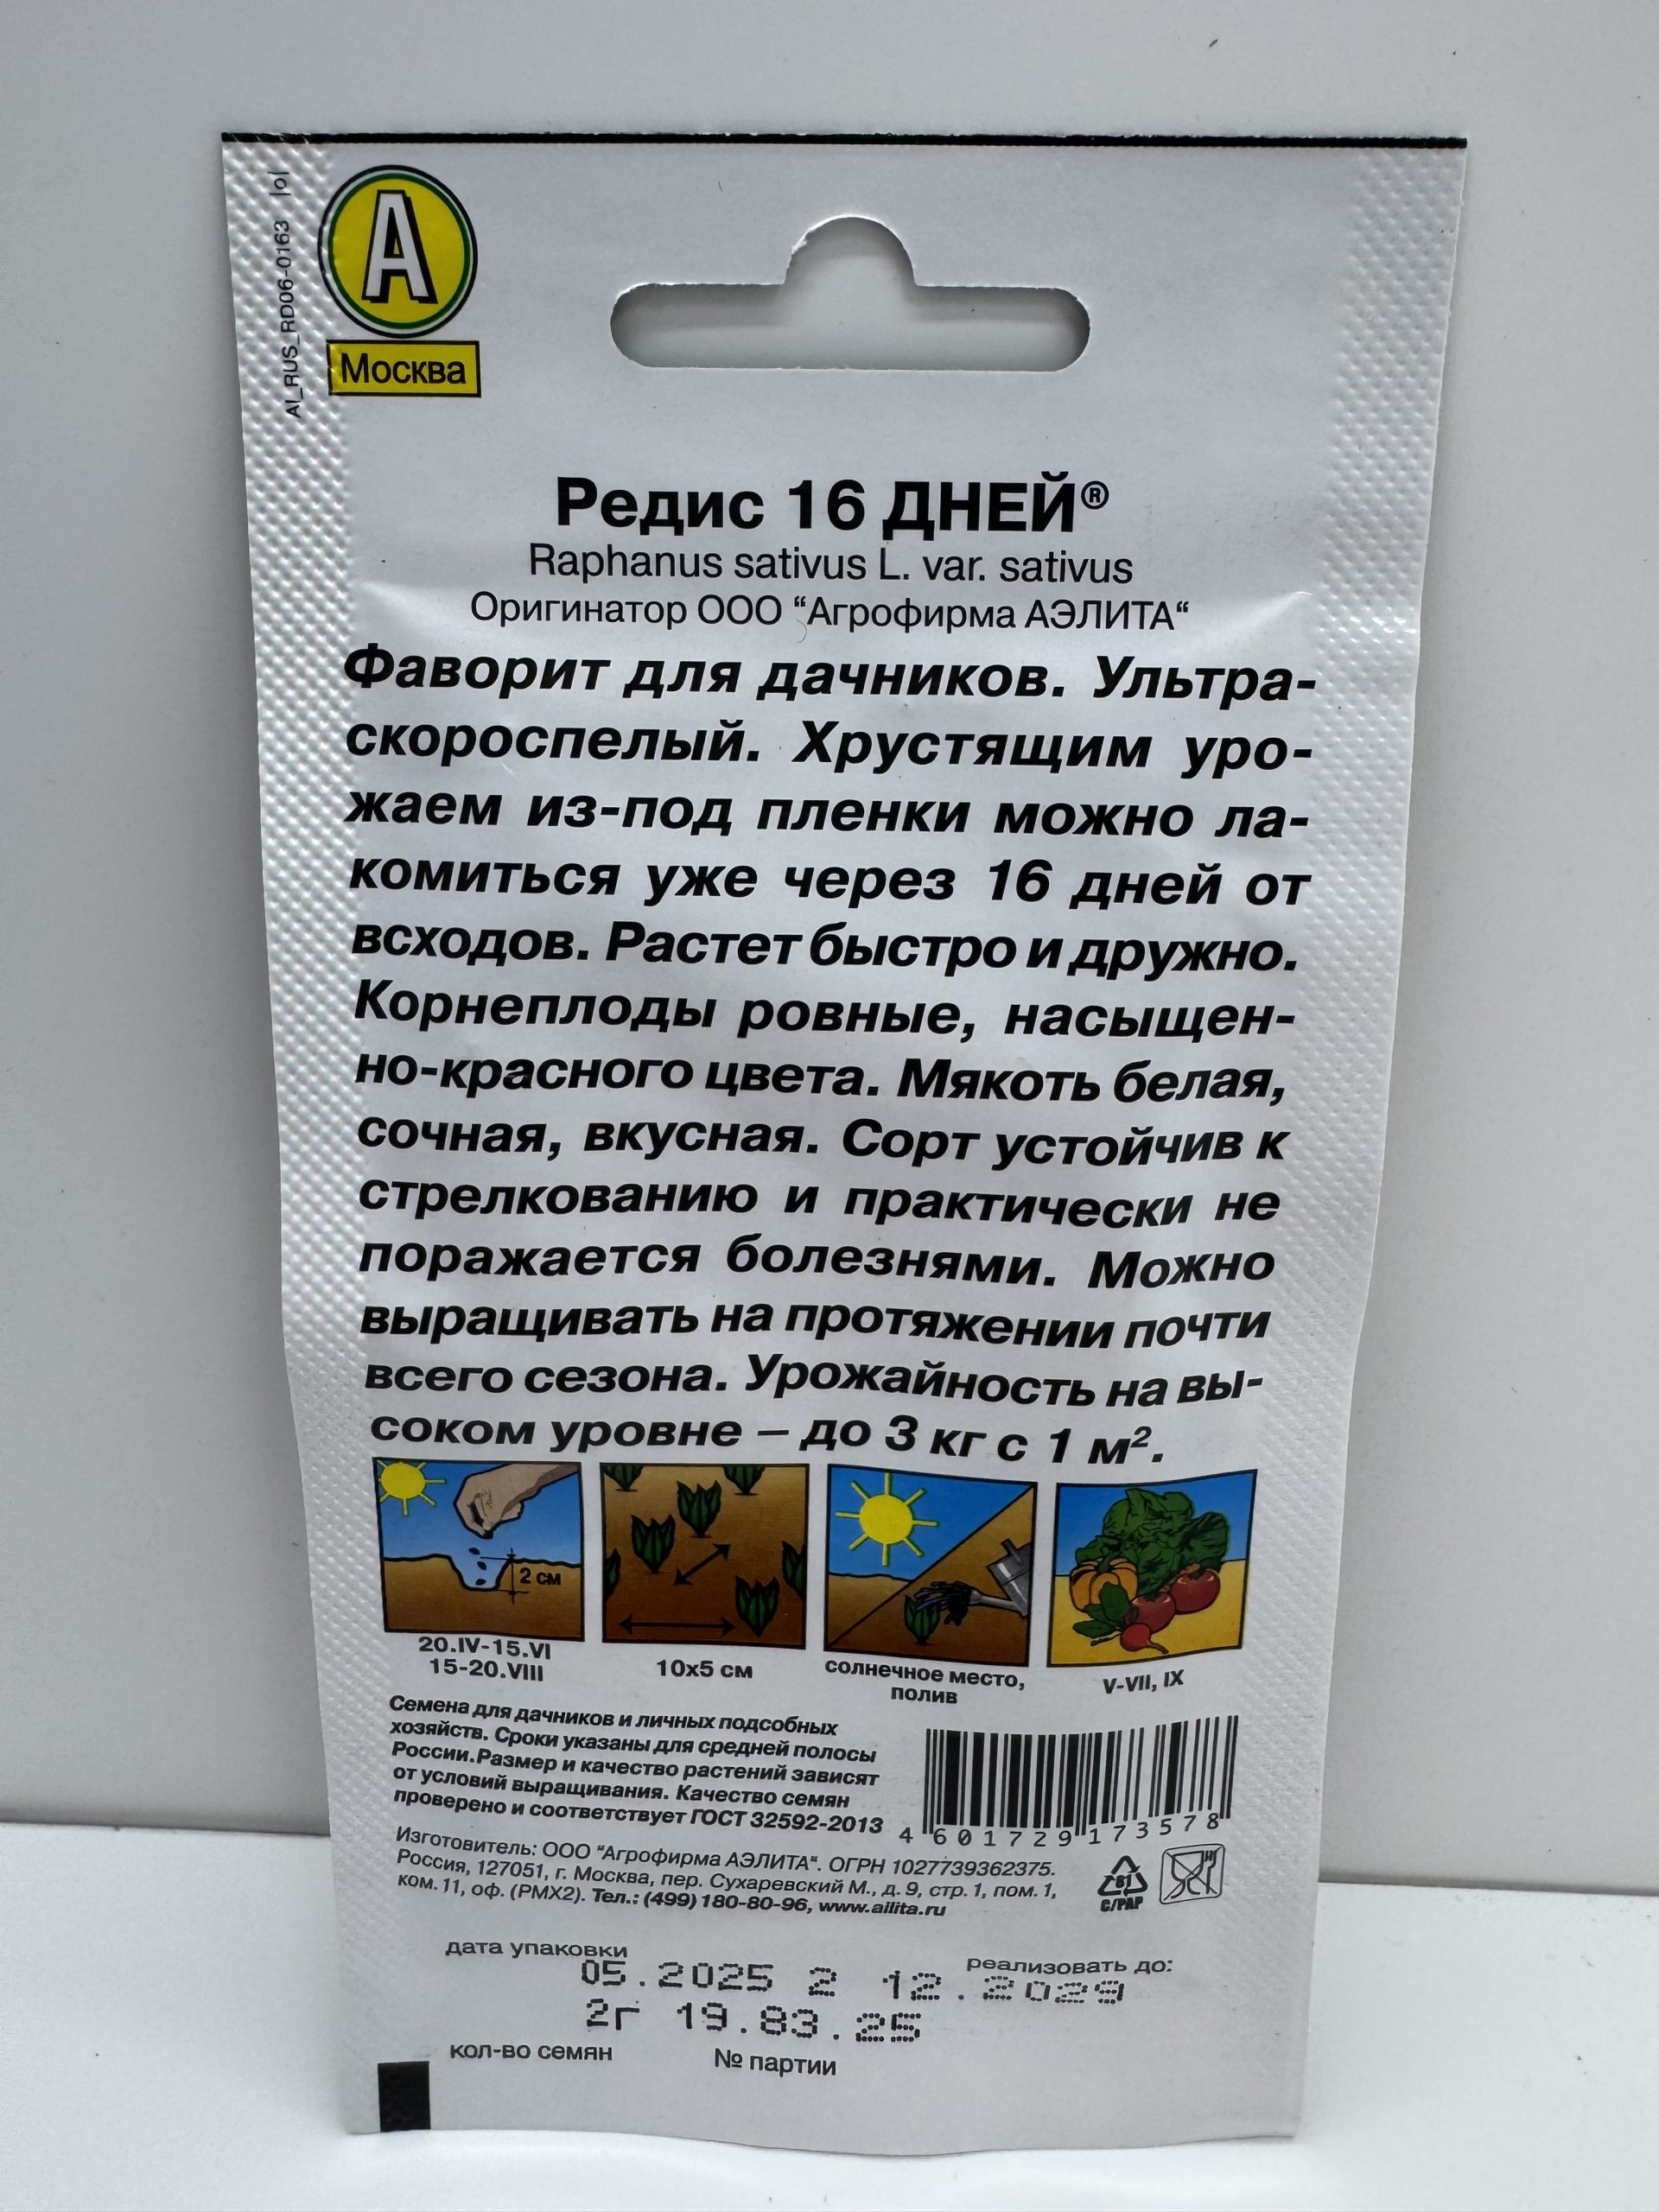 AI_RUS_RD06-0163 |o|
А
Москва
Редис 16 ДНЕЙ®
Raphanus sativus L. var. sativus
Оригинатор ООО “Агрофирма АЭЛИТА“
Фаворит для дачников. Ультра-
скороспелый. Хрустящим уро-
жаем из-под пленки можно ла-
комиться уже через 16 дней от
всходов. Растет быстро и дружно.
Корнеплоды ровные, насыщен-
но-красного цвета. Мякоть белая,
сочная, вкусная. Сорт устойчив к
стрелкованию и практически не
поражается болезнями. Можно
выращивать на протяжении почти
всего сезона. Урожайность на вы-
соком уровне – до 3 кг с 1 м².
2 см
20.IV-15.VI
15-20.VIII
10х5 см
солнечное место,
полив
V-VII, IX
Семена для дачников и личных подсобных
хозяйств. Сроки указаны для средней полосы
России.Размер и качество растений зависят
от условий выращивания. Качество семян
проверено и соответствует ГОСТ 32592-2013
4 601729 173578
Изготовитель: ООО “Агрофирма АЭЛИТА“. ОГРН 1027739362375.
Россия, 127051, г. Москва, пер. Сухаревский М., д. 9, стр. 1, пом. 1,
ком. 11, оф. (РМХ2). Тел.: (499) 180-80-96, www.ailita.ru
81
C/PAP
дата упаковки
реализовать до:
05.2025 2 12.2029
2г 19.83.25
кол-во семян
№ партии